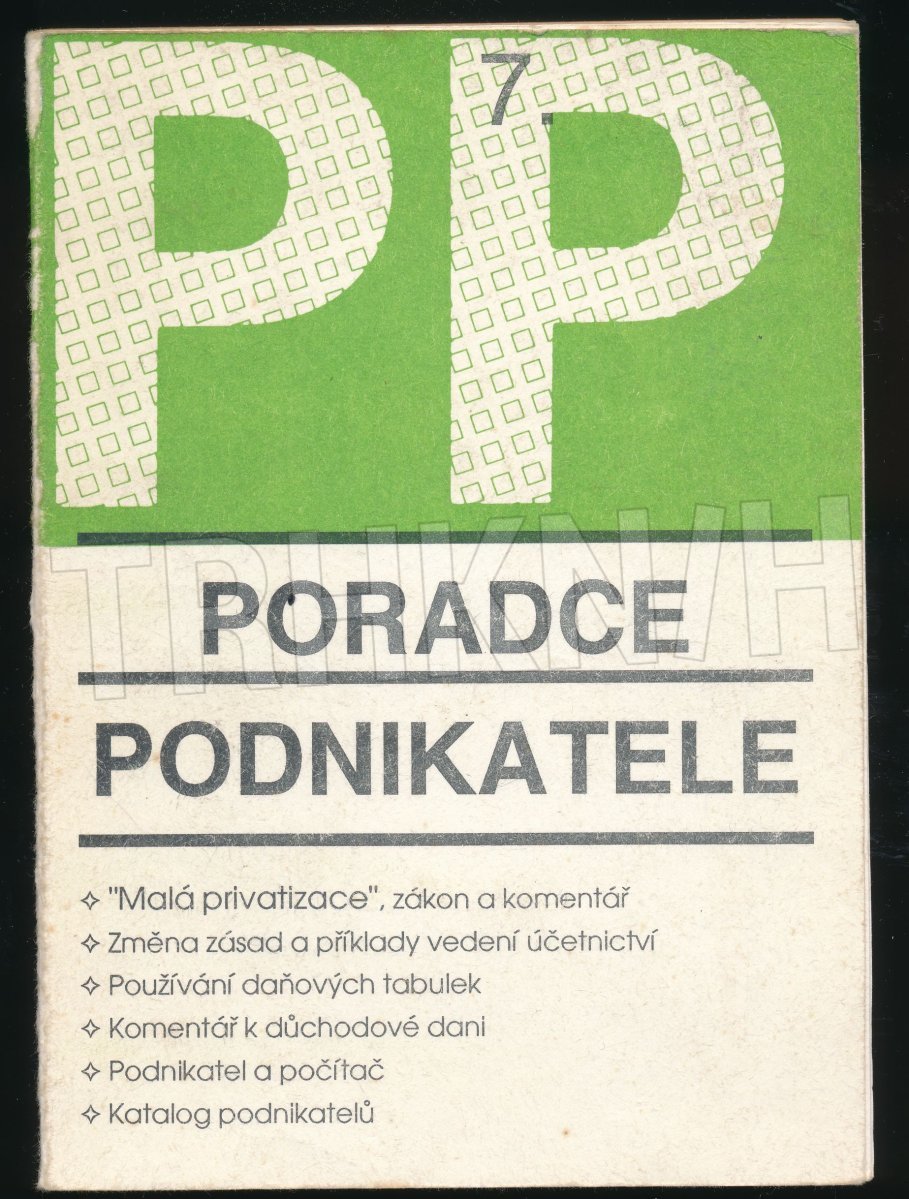 PP
7.
PORADCE
PODNIKATELE
✧ "Malá privatizace", zákon a komentář
✧ Změna zásad a příklady vedení účetnictví
✧ Používání daňových tabulek
✧ Komentář k důchodové dani
✧ Podnikatel a počítač
✧ Katalog podnikatelů
TRHKNIH